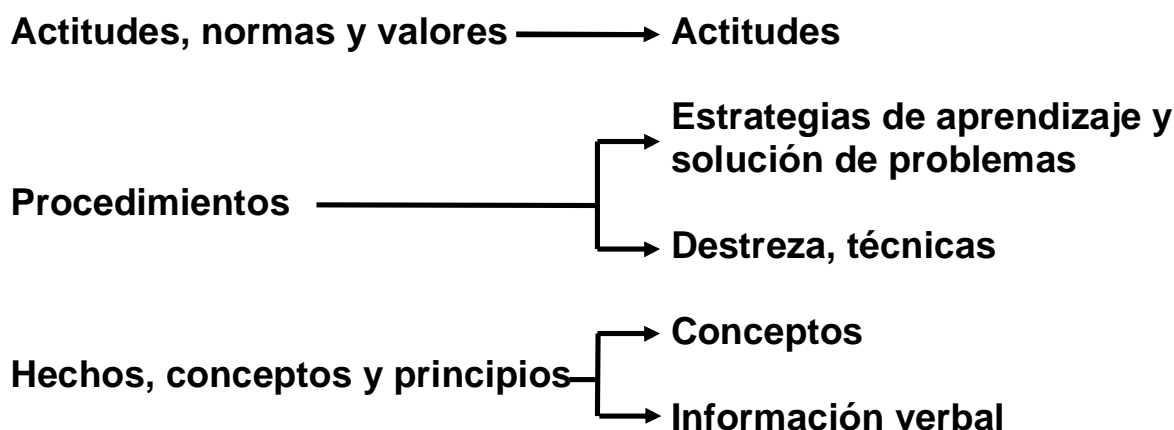 Actitudes, normas y valores
Actitudes
Estrategias de aprendizaje y
solución de problemas
Procedimientos
Destreza, técnicas
Conceptos
Hechos, conceptos y principios
Información verbal